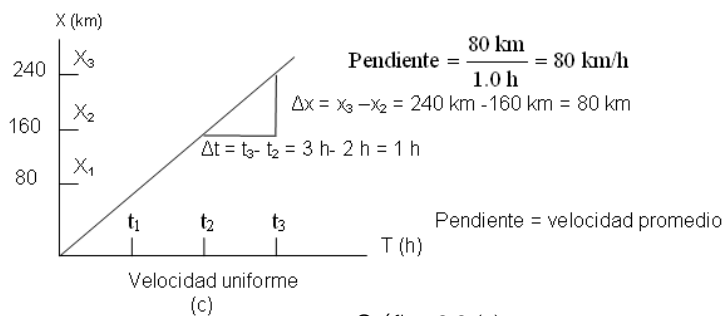 X (km)
X₃
240
Pendiente = 80 km / 1.0 h = 80 km/h
Δx = x₃ –x₂ = 240 km -160 km = 80 km
X₂
160
Δt = t₃- t₂ = 3 h- 2 h = 1 h
X₁
80
t₁ t₂ t₃
Pendiente = velocidad promedio
T (h)
Velocidad uniforme
(c)